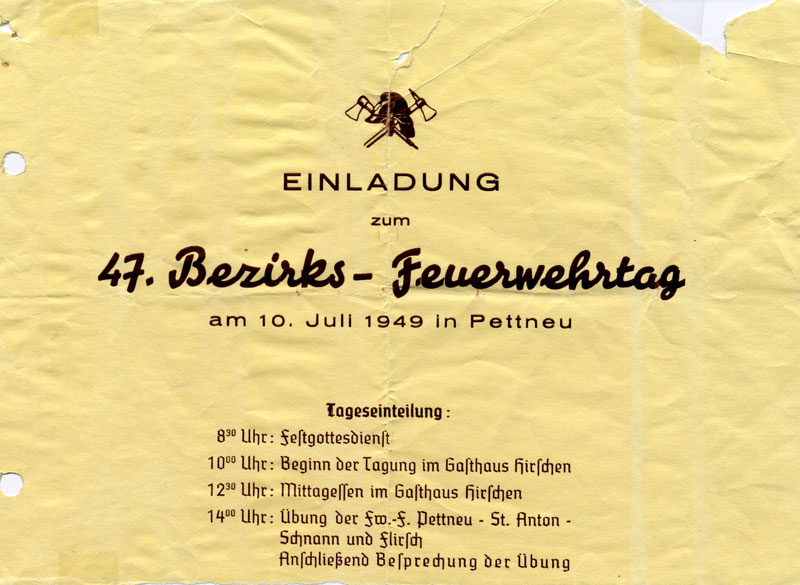 EINLADUNG
zum
47. Bezirks - Feuerwehrtag
am 10. Juli 1949 in Pettneu
Tageseinteilung:
8³⁰ Uhr: Festgottesdienst
10⁰⁰ Uhr: Beginn der Tagung im Gasthaus Hirschen
12³⁰ Uhr: Mittagessen im Gasthaus Hirschen
14⁰⁰ Uhr: Übung der Fw.-F. Pettneu - St. Anton -
Schnann und Flirsch
Anschließend Besprechung der Übung